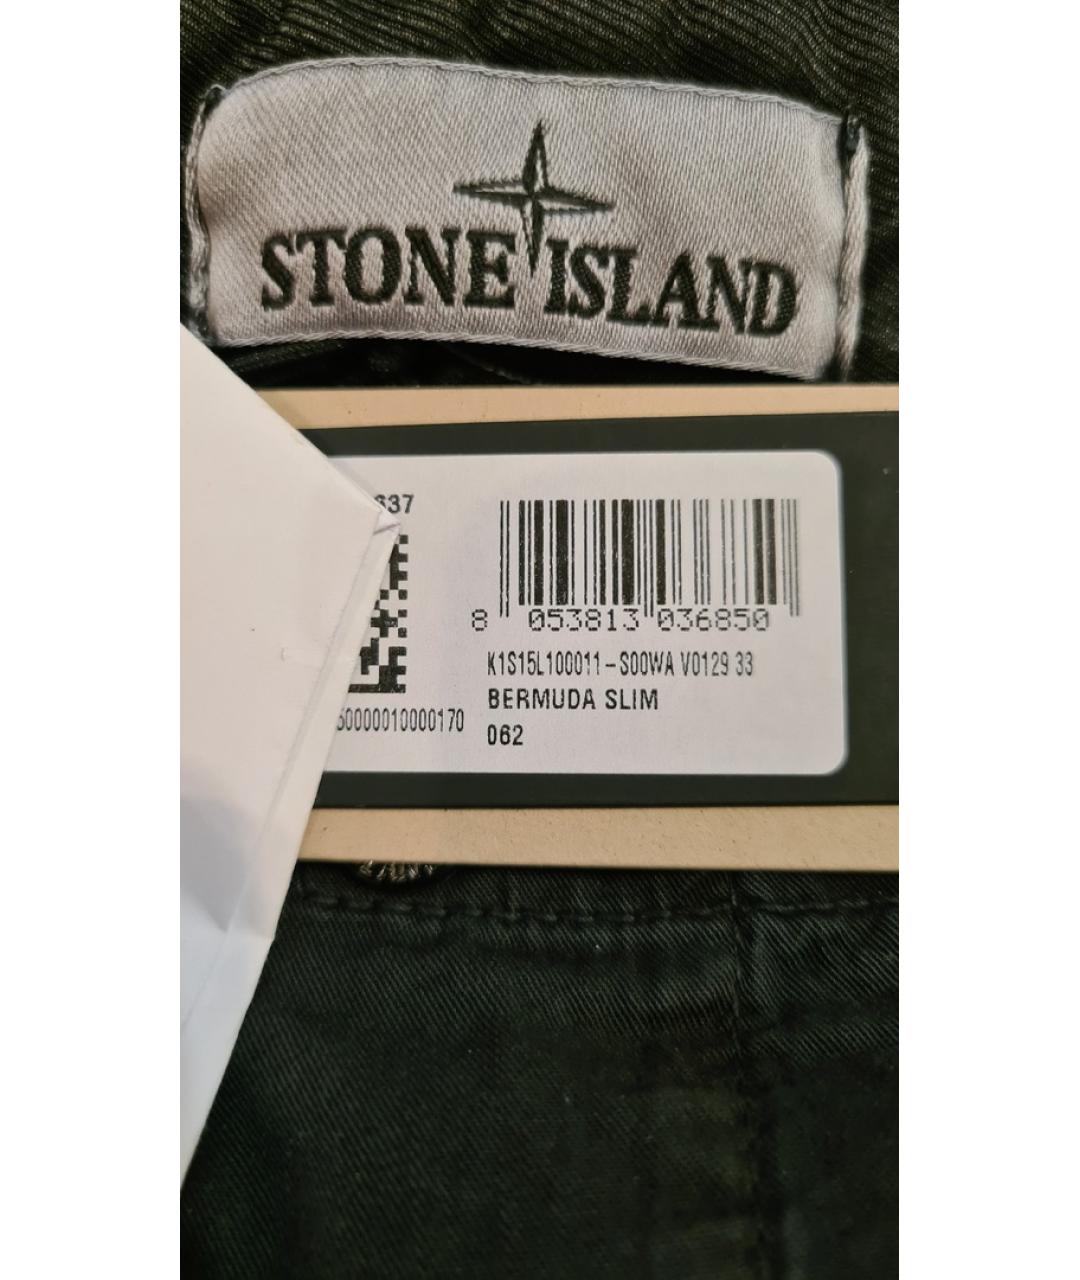 STONE ISLAND
637
8 053813 036850
K1S15L100011-S00WA V0129 33
BERMUDA SLIM
50000010000170
062